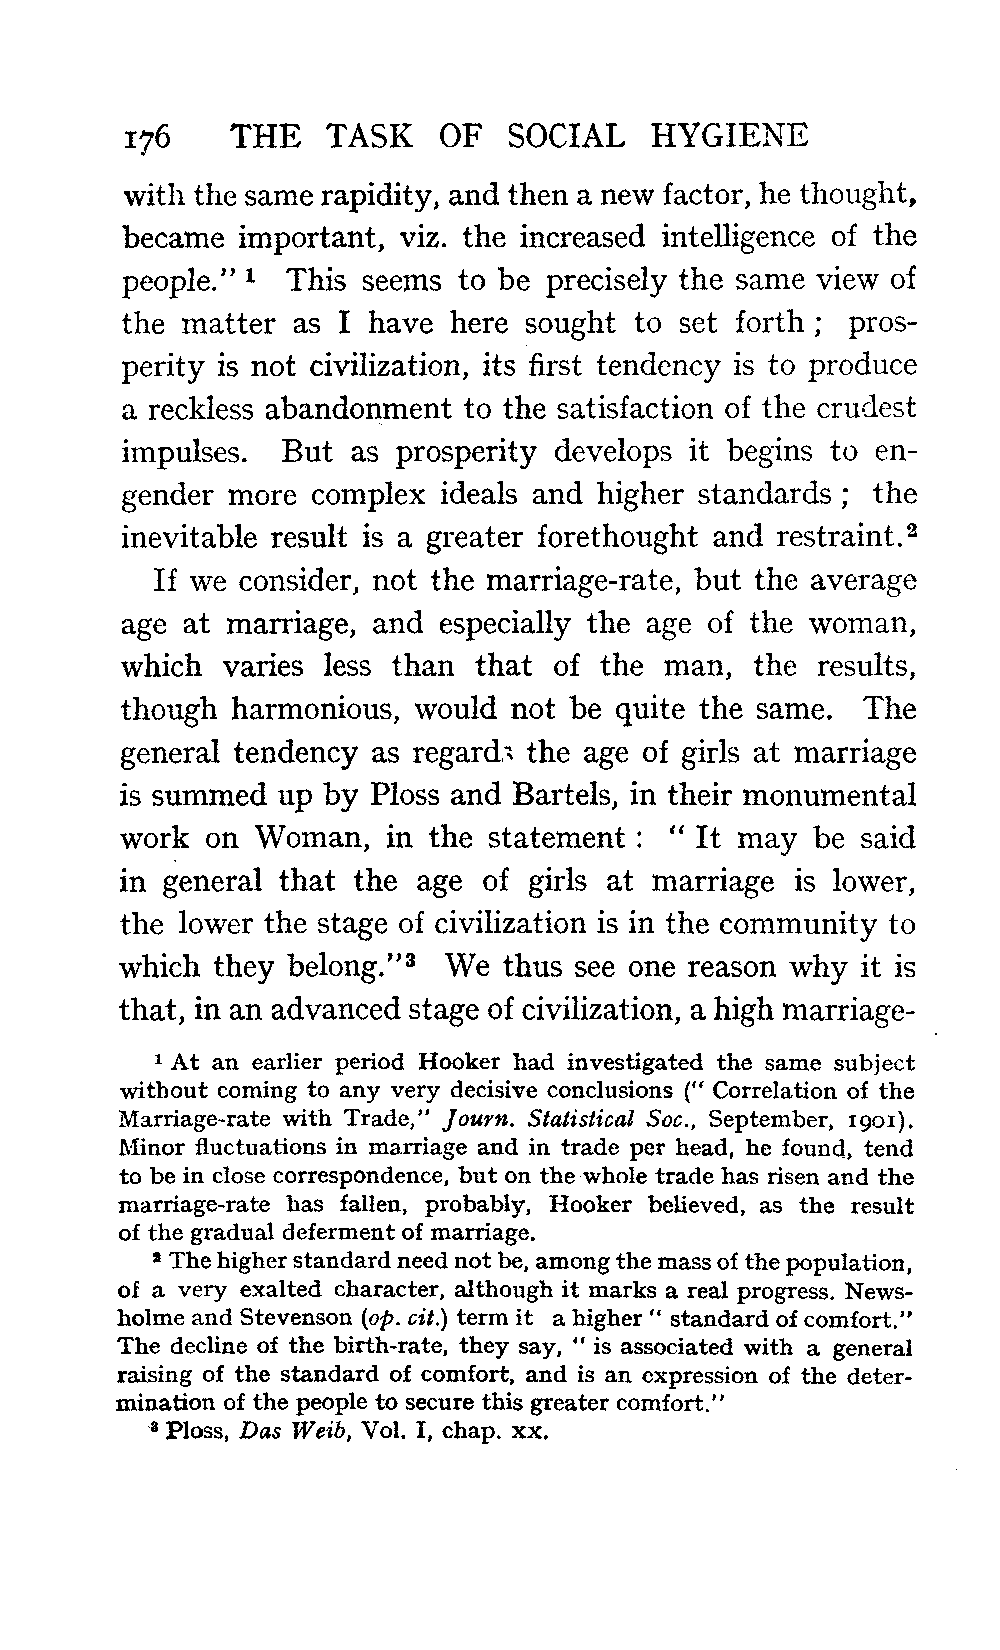 176 THE TASK OF SOCIAL HYGIENE
with the same rapidity, and then a new factor, he thought,
became important, viz. the increased intelligence of the
people." ¹ This seems to be precisely the same view of
the matter as I have here sought to set forth ; pros-
perity is not civilization, its first tendency is to produce
a reckless abandonment to the satisfaction of the crudest
impulses. But as prosperity develops it begins to en-
gender more complex ideals and higher standards ; the
inevitable result is a greater forethought and restraint.²
If we consider, not the marriage-rate, but the average
age at marriage, and especially the age of the woman,
which varies less than that of the man, the results,
though harmonious, would not be quite the same. The
general tendency as regards the age of girls at marriage
is summed up by Ploss and Bartels, in their monumental
work on Woman, in the statement : " It may be said
in general that the age of girls at marriage is lower,
the lower the stage of civilization is in the community to
which they belong."³ We thus see one reason why it is
that, in an advanced stage of civilization, a high marriage-
¹ At an earlier period Hooker had investigated the same subject
without coming to any very decisive conclusions (" Correlation of the
Marriage-rate with Trade," Journ. Statistical Soc., September, 1901).
Minor fluctuations in marriage and in trade per head, he found, tend
to be in close correspondence, but on the whole trade has risen and the
marriage-rate has fallen, probably, Hooker believed, as the result
of the gradual deferment of marriage.
² The higher standard need not be, among the mass of the population,
of a very exalted character, although it marks a real progress. News-
holme and Stevenson (op. cit.) term it a higher " standard of comfort."
The decline of the birth-rate, they say, " is associated with a general
raising of the standard of comfort, and is an expression of the deter-
mination of the people to secure this greater comfort."
³ Ploss, Das Weib, Vol. I, chap. xx.